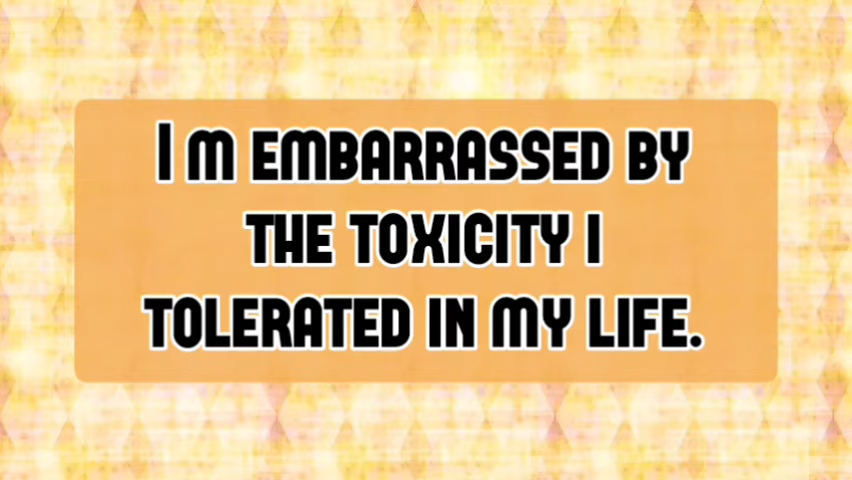 I m embarrassed by
the toxicity I
tolerated in my life.